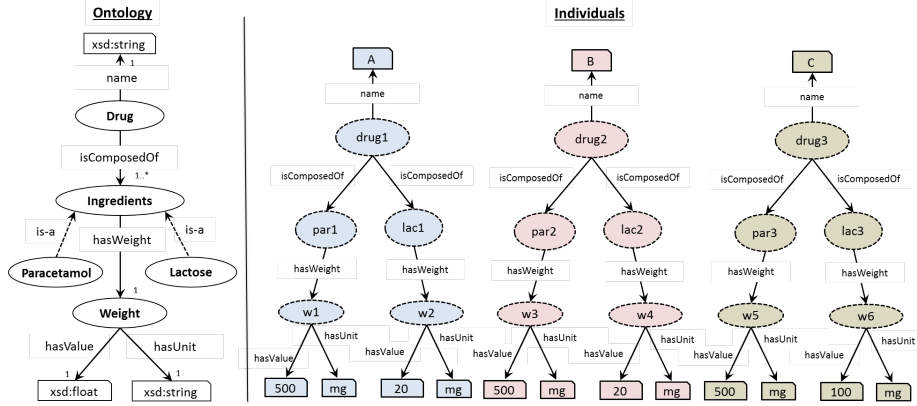 Ontology
Individuals
xsd:string
1
name
Drug
isComposedOf
1..*
Ingredients
is-a
hasWeight
is-a
Paracetamol
Lactose
1
Weight
hasValue
hasUnit
1
1
xsd:float
xsd:string
A
name
drug1
isComposedOf
isComposedOf
par1
lac1
hasWeight
hasWeight
w1
w2
hasValue
hasUnit
hasValue
hasUnit
500
mg
20
mg
B
name
drug2
isComposedOf
isComposedOf
par2
lac2
hasWeight
hasWeight
w3
w4
hasValue
hasUnit
hasValue
hasUnit
500
mg
20
mg
C
name
drug3
isComposedOf
isComposedOf
par3
lac3
hasWeight
hasWeight
w5
w6
hasValue
hasUnit
hasValue
hasUnit
500
mg
100
mg